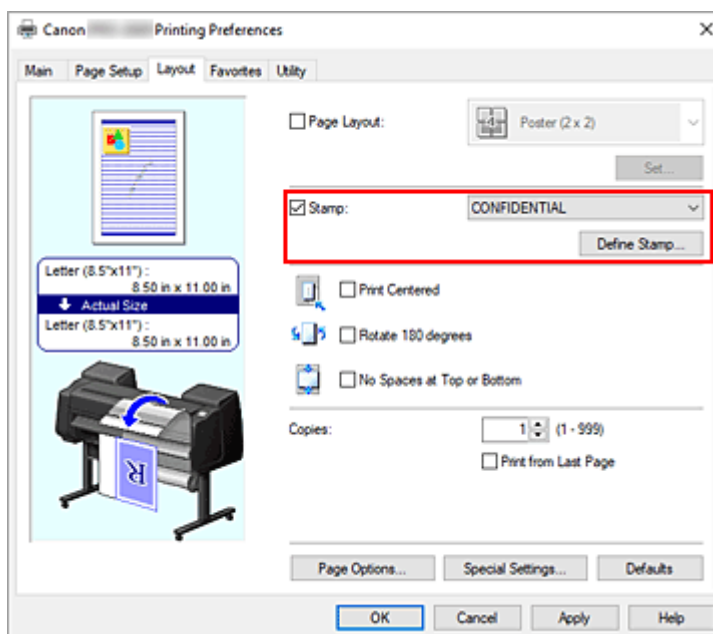 Canon Printing Preferences
Main Page Setup Layout Favorites Utility
Page Layout: Poster (2 x 2)
Set...
Stamp: CONFIDENTIAL
Define Stamp...
Letter (8.5"x11") :
8.50 in x 11.00 in
Actual Size
Letter (8.5"x11") :
8.50 in x 11.00 in
Print Centered
Rotate 180 degrees
No Spaces at Top or Bottom
Copies: 1 (1 - 999)
Print from Last Page
R
Page Options... Special Settings... Defaults
OK Cancel Apply Help